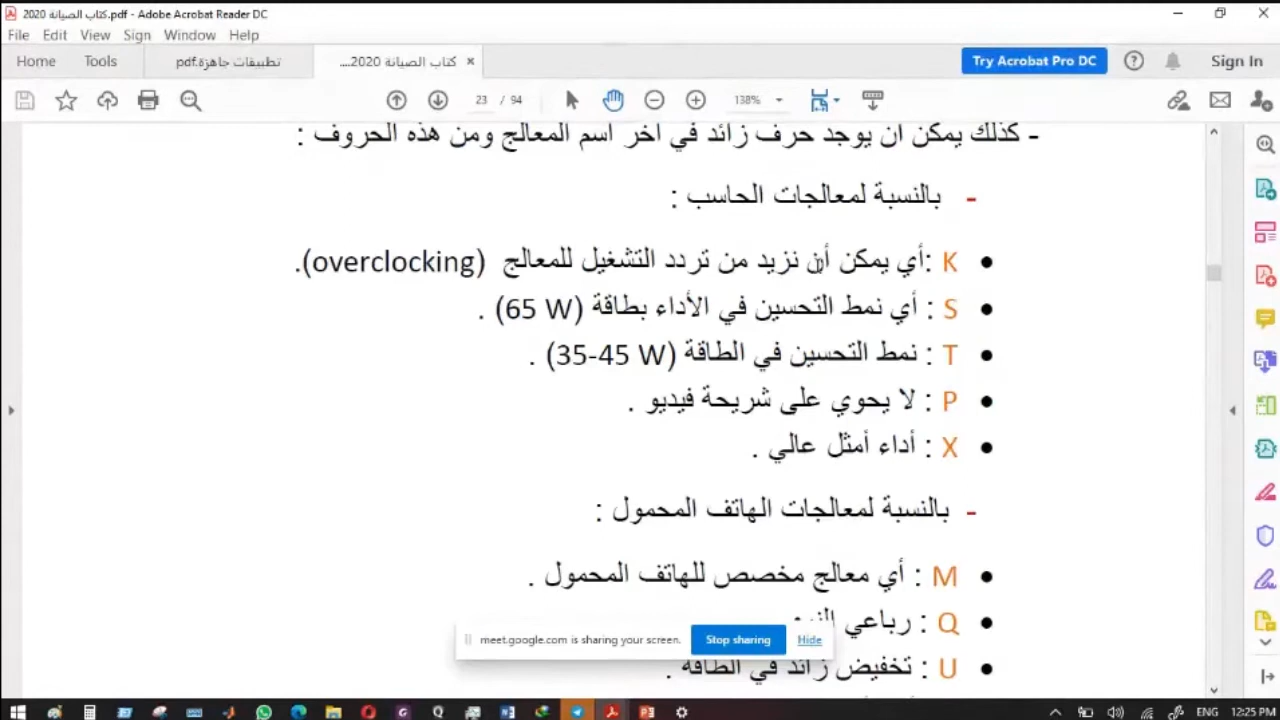 كتاب الصيانة 2020.pdf - Adobe Acrobat Reader DC
File Edit View Sign Window Help
Home Tools تطبيقات جاهزة.pdf كتاب الصيانة 2020.... × Try Acrobat Pro DC Sign In
23 / 94 138%
- كذلك يمكن ان يوجد حرف زائد في اخر اسم المعالج ومن هذه الحروف :
- بالنسبة لمعالجات الحاسب :
● K :أي يمكن أن نزيد من تردد التشغيل للمعالج (overclocking).
● S : أي نمط التحسين في الأداء بطاقة (65 W) .
● T : نمط التحسين في الطاقة (35-45 W) .
● P : لا يحوي على شريحة فيديو .
● X : أداء أمثل عالي .
- بالنسبة لمعالجات الهاتف المحمول :
● M : أي معالج مخصص للهاتف المحمول .
● Q : رباعي
meet.google.com is sharing your screen. Stop sharing Hide
● U : تخفيض زائد في الطاقة .
ENG 12:25 PM